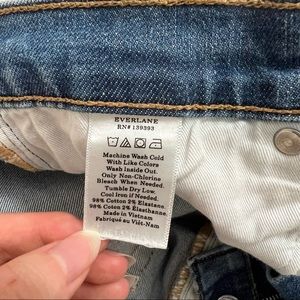 EVERLANE
RN# 139393
Machine Wash Cold
With Like Colors
Wash Inside Out.
Only Non-Chlorine
Bleach When Needed.
Tumble Dry Low.
Cool Iron if Needed.
98% Cotton 2% Elastane.
98% Cotton 2% Elasthanne.
Made in Vietnam
Fabriqué au Viêt-Nam